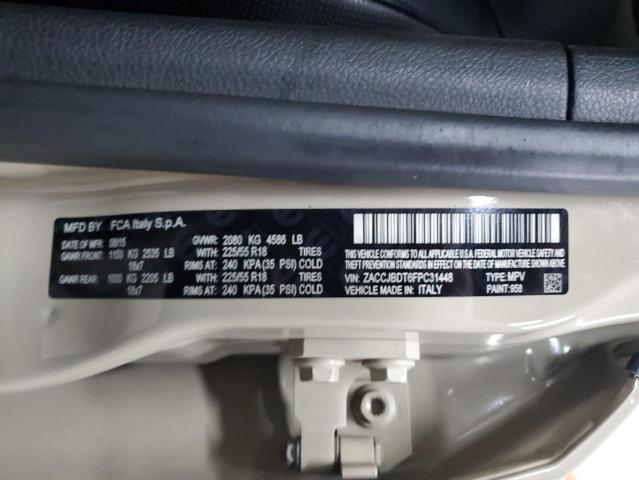 MFD BY FCA Italy S.p.A.
DATE OF MFR 08/15 GVWR: 2080 KG 4586 LB
GAWR FRONT: 1150 KG 2535 LB WITH: 225/55 R18 TIRES
18x7 RIMS AT: 240 KPA(35 PSI) COLD
GAWR REAR: 1000 KG 2205 LB WITH: 225/55 R18 TIRES
18x7 RIMS AT: 240 KPA(35 PSI) COLD
THIS VEHICLE CONFORMS TO ALL APPLICABLE U.S.A. FEDERAL MOTOR VEHICLE
SAFETY, BUMPER, AND THEFT PREVENTION STANDARDS IN EFFECT ON THE DATE
OF MANUFACTURE SHOWN ABOVE.
VIN: ZACCJBDT6FPC31448 TYPE: MPV
VEHICLE MADE IN: ITALY PAINT: 958